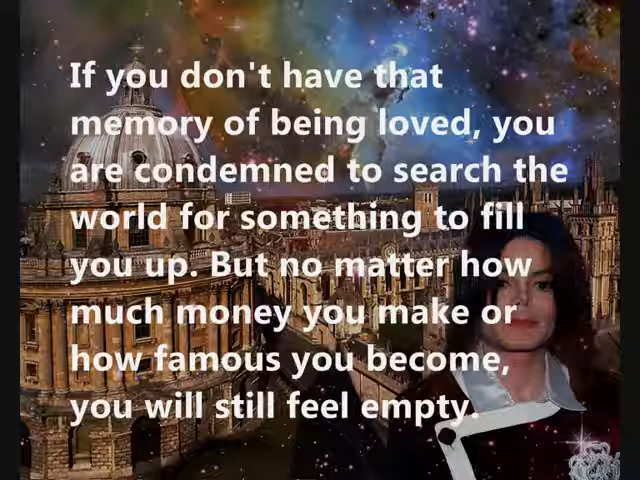 If you don't have that
memory of being loved, you
are condemned to search the
world for something to fill
you up. But no matter how
much money you make or
how famous you become,
you will still feel empty.